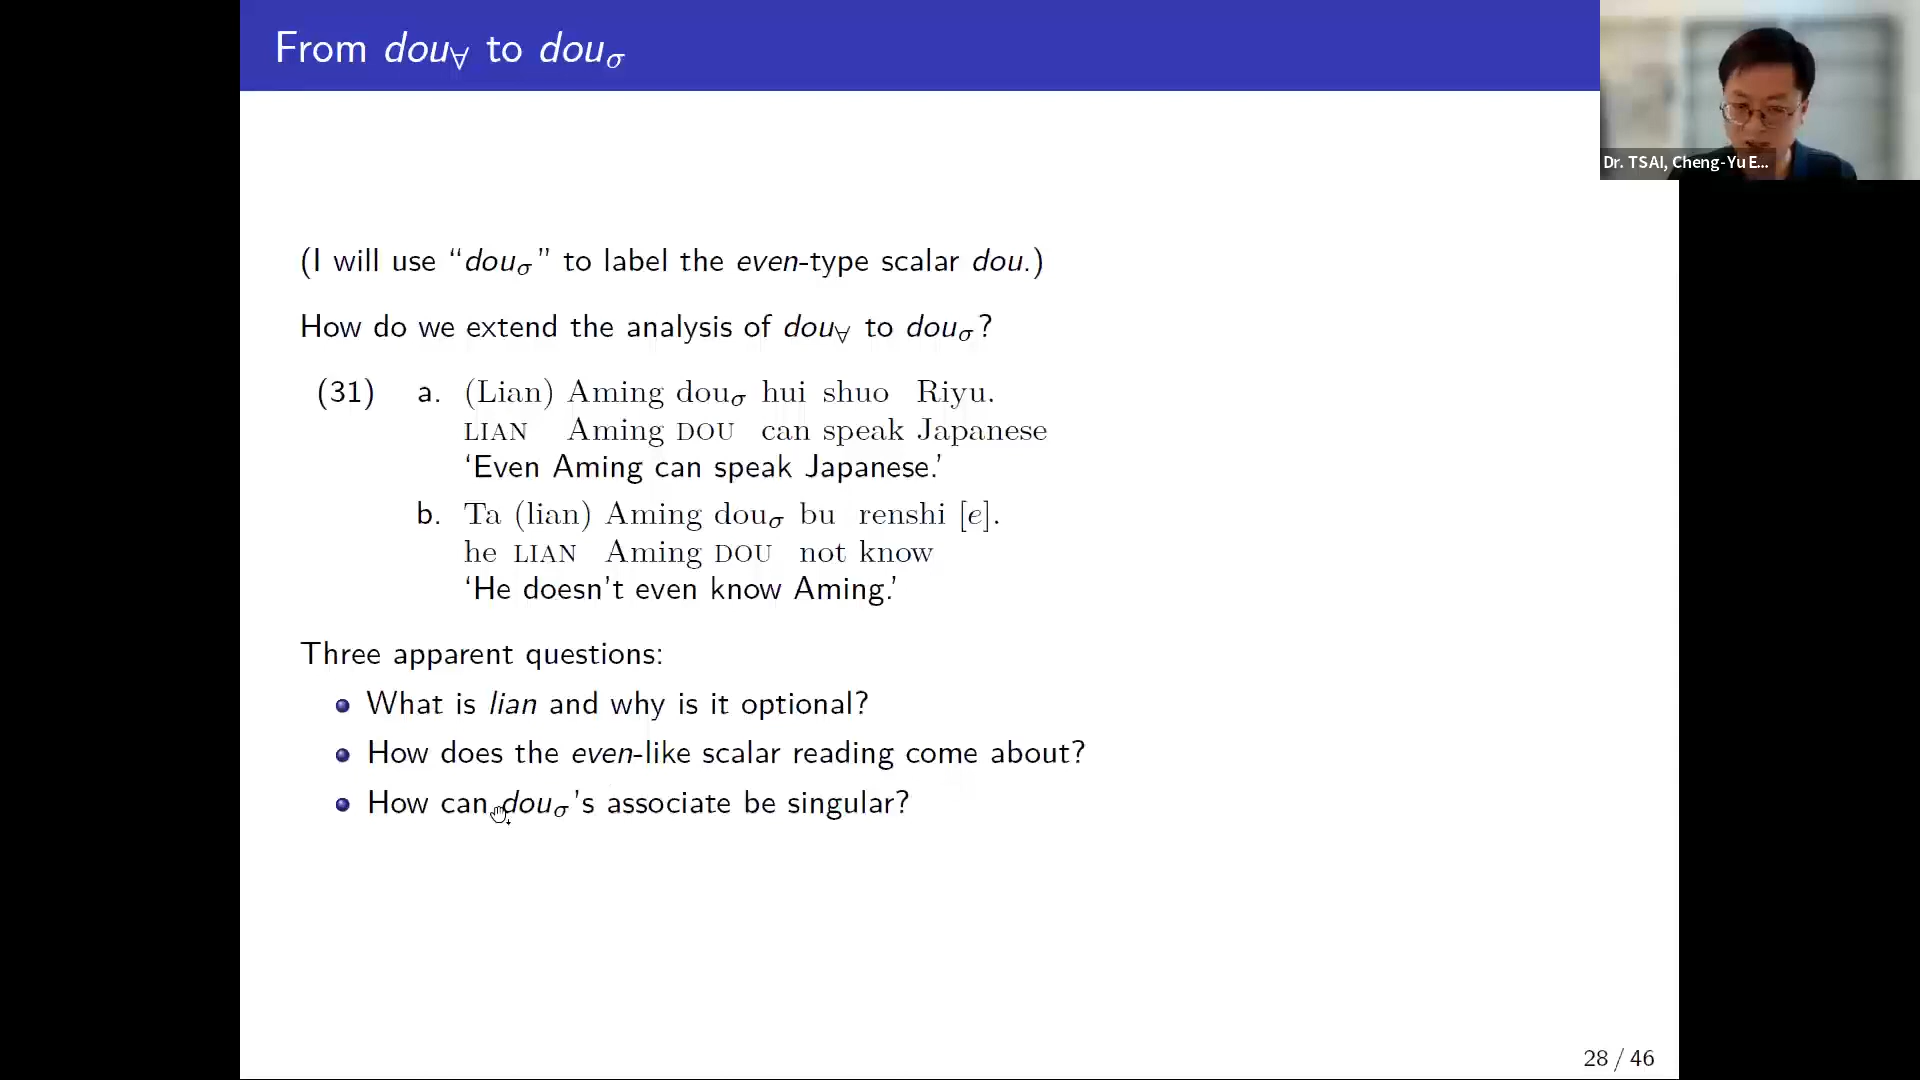 From dou∀ to douσ
Dr. TSAI, Cheng-Yu E...
(I will use “douσ” to label the even-type scalar dou.)
How do we extend the analysis of dou∀ to douσ?
(31) a. (Lian) Aming douσ hui shuo Riyu.
LIAN Aming DOU can speak Japanese
‘Even Aming can speak Japanese.’
b. Ta (lian) Aming douσ bu renshi [e].
he LIAN Aming DOU not know
‘He doesn’t even know Aming.’
Three apparent questions:
What is lian and why is it optional?
How does the even-like scalar reading come about?
How can douσ’s associate be singular?
28 / 46